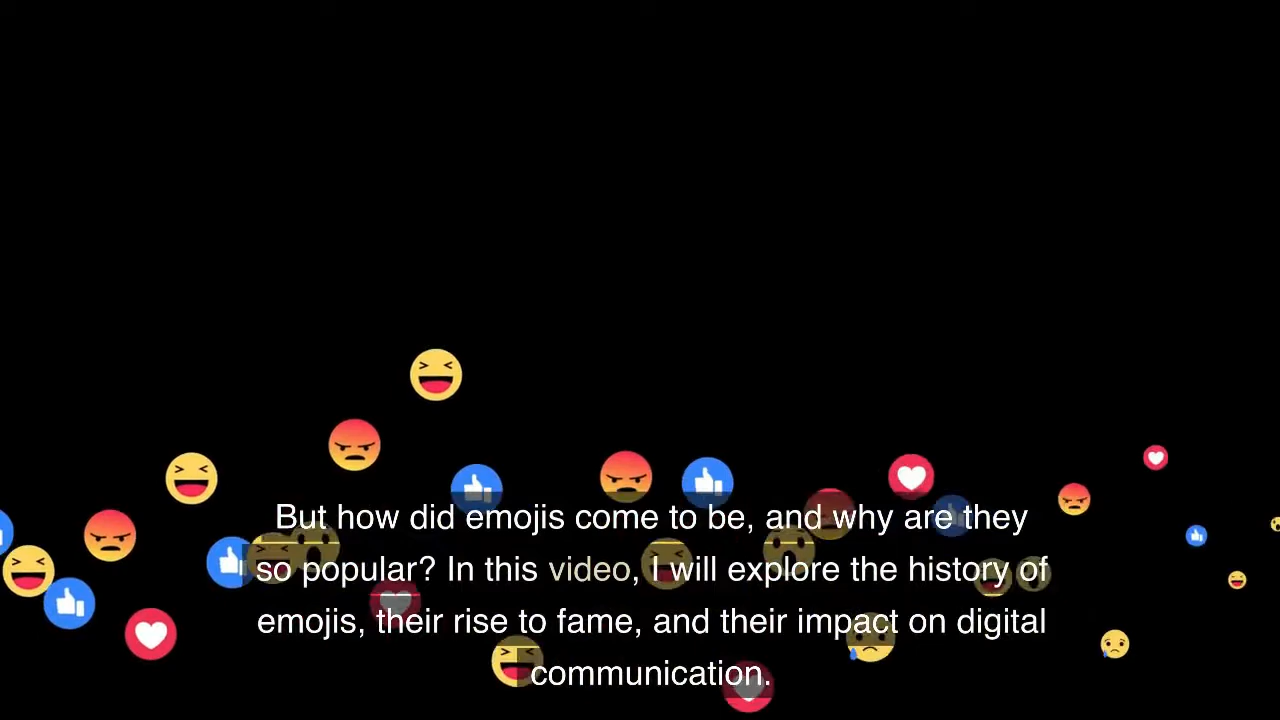 But how did emojis come to be, and why are they
so popular? In this video, I will explore the history of
emojis, their rise to fame, and their impact on digital
communication.